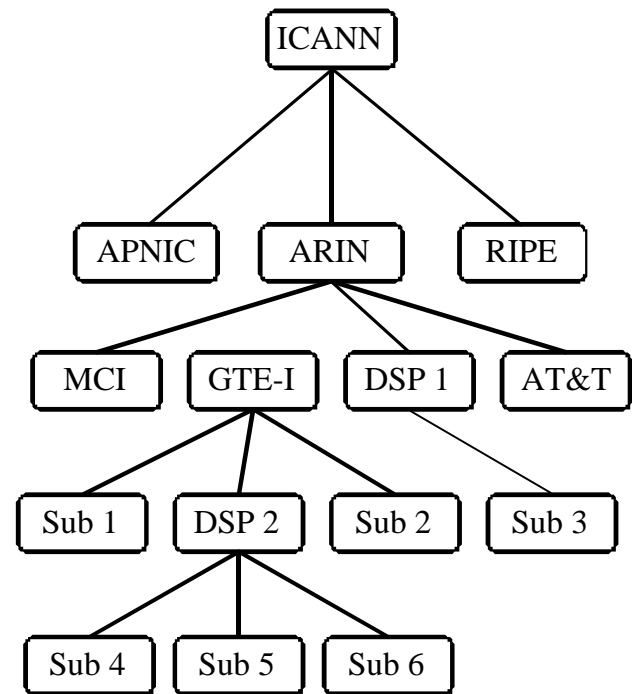 ICANN
APNIC ARIN RIPE
MCI GTE-I DSP 1 AT&T
Sub 1 DSP 2 Sub 2 Sub 3
Sub 4 Sub 5 Sub 6